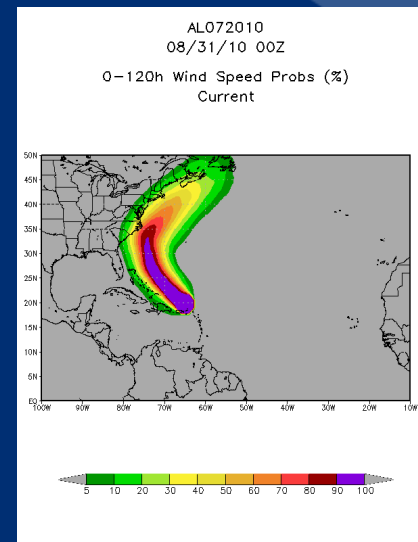 AL072010
08/31/10 00Z
0-120h Wind Speed Probs (%)
Current
50N
45N
40N
35N
30N
25N
20N
15N
10N
5N
EQ
100W 90W 80W 70W 60W 50W 40W 30W 20W 10W
5 10 20 30 40 50 60 70 80 90 100